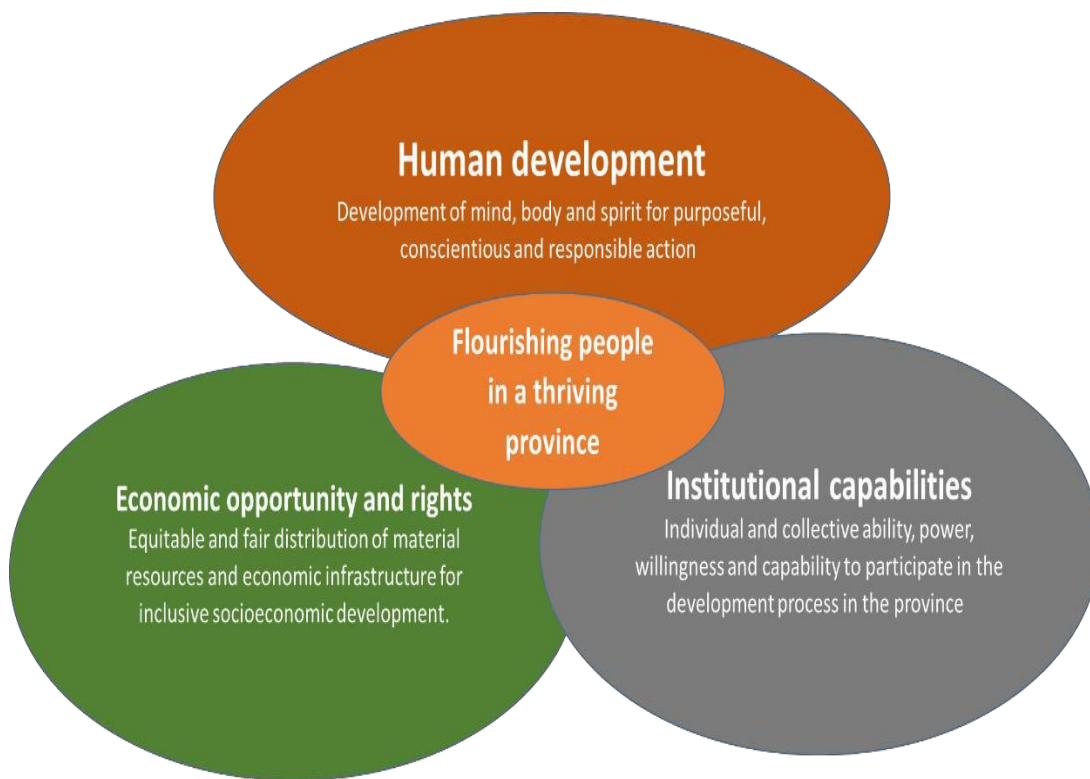 Human development
Development of mind, body and spirit for purposeful,
conscientious and responsible action
Flourishing people
in a thriving
province
Economic opportunity and rights
Equitable and fair distribution of material
resources and economic infrastructure for
inclusive socioeconomic development.
Institutional capabilities
Individual and collective ability, power,
willingness and capability to participate in the
development process in the province